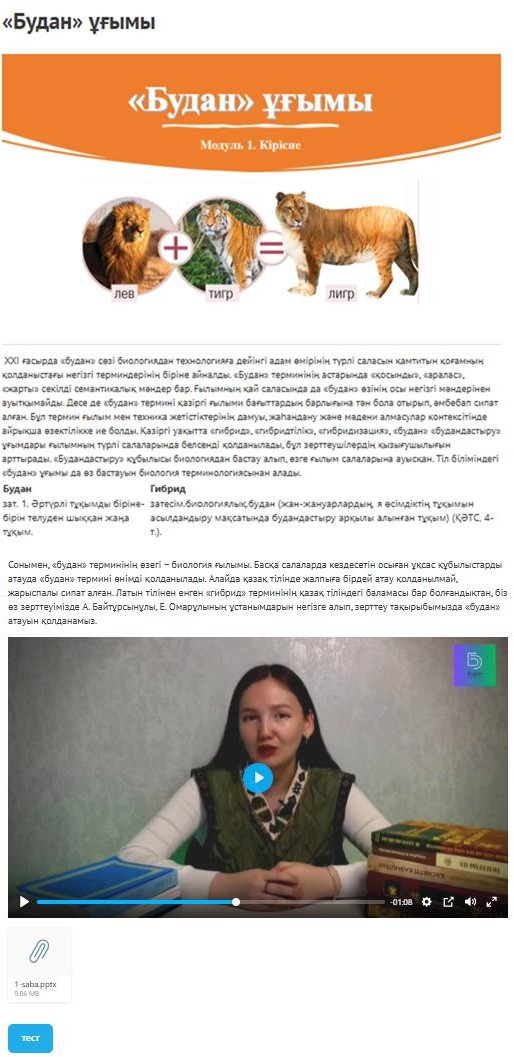 «Будан» ұғымы
«Будан» ұғымы
Модуль 1. Кіріспе
лев
тигр
лигр
XXI ғасырда «будан» сөзі биологиядан технологияға дейінгі адам өмірінің түрлі саласын қамтитын қоғамның
қолданыстағы негізгі терминдерінің біріне айналды. «Будан» терминінің астарында «қосынды», «аралас»,
«жарты» секілді семантикалық мәндер бар. Ғылымның қай саласында да «будан» өзінің осы негізгі мәндерінен
ауытқымайды. Десе де «будан» термині қазіргі ғылыми бағыттардың барлығына тән бола отырып, әмбебап сипат
алған. Бұл термин ғылым мен техника жетістіктерінің дамуы, жаһандану және мәдени алмасулар контексітінде
айрықша өзектілікке ие болды. Қазіргі уақытта «гибрид», «гибридтілік», «гибридизация», «будан» «будандастыру»
ұғымдары ғылымның түрлі салаларында белсенді қолданылады, бұл зерттеушілердің қызығушылығын
арттырады. «Будандастыру» құбылысы биологиядан бастау алып, өзге ғылым салаларына ауысқан. Тіл біліміндегі
«будан» ұғымы да өз бастауын биология терминологиясынан алады.
Будан Гибрид
зат. 1. Әртүрлі тұқымды біріне- затесім.биологиялық.будан (жан-жануарлардың, я өсімдіктің тұқымын
бірін телуден шыққан жаңа асылдандыру мақсатында будандастыру арқылы алынған тұқым) (ҚӘТС, 4-
тұқым. т.).
Сонымен, «будан» терминінің өзегі – биология ғылымы. Басқа салаларда кездесетін осыған ұқсас құбылыстарды
атауда «будан» термині өнімді қолданылады. Алайда қазақ тілінде жалпыға бірдей атау қолданылмай,
жарыспалы сипат алған. Латын тілінен енген «гибрид» терминінің қазақ тіліндегі баламасы бар болғандықтан, біз
өз зерттеуімізде А. Байтұрсынұлы, Е. Омарұлының ұстанымдарын негізге алып, зерттеу тақырыбымызда «будан»
атауын қолданамыз.
-01:08
1-saba.pptx
9.86 MB
тест